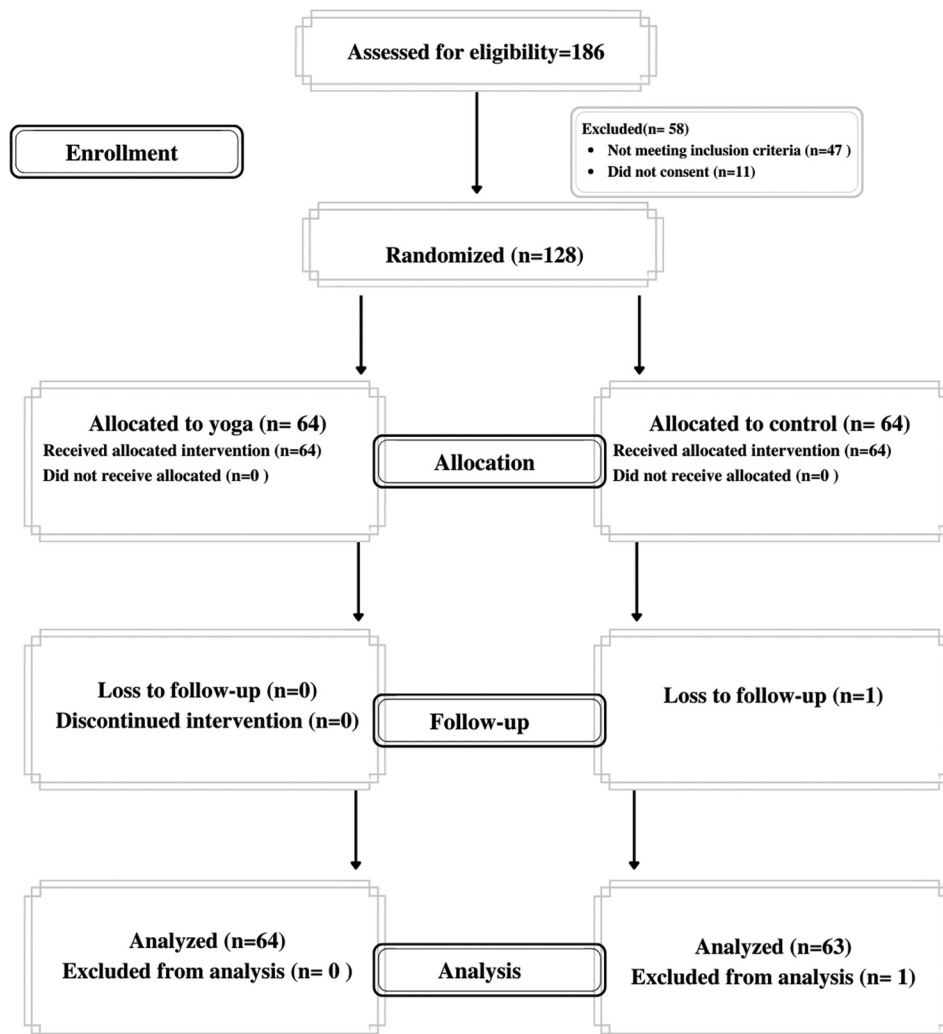 Assessed for eligibility=186
Enrollment
Excluded(n= 58)
• Not meeting inclusion criteria (n=47 )
• Did not consent (n=11)
Randomized (n=128)
Allocated to yoga (n= 64)
Received allocated intervention (n=64)
Did not receive allocated (n=0 )
Allocation
Allocated to control (n= 64)
Received allocated intervention (n=64)
Did not receive allocated (n=0 )
Loss to follow-up (n=0)
Discontinued intervention (n=0)
Follow-up
Loss to follow-up (n=1)
Analyzed (n=64)
Excluded from analysis (n= 0 )
Analysis
Analyzed (n=63)
Excluded from analysis (n= 1)